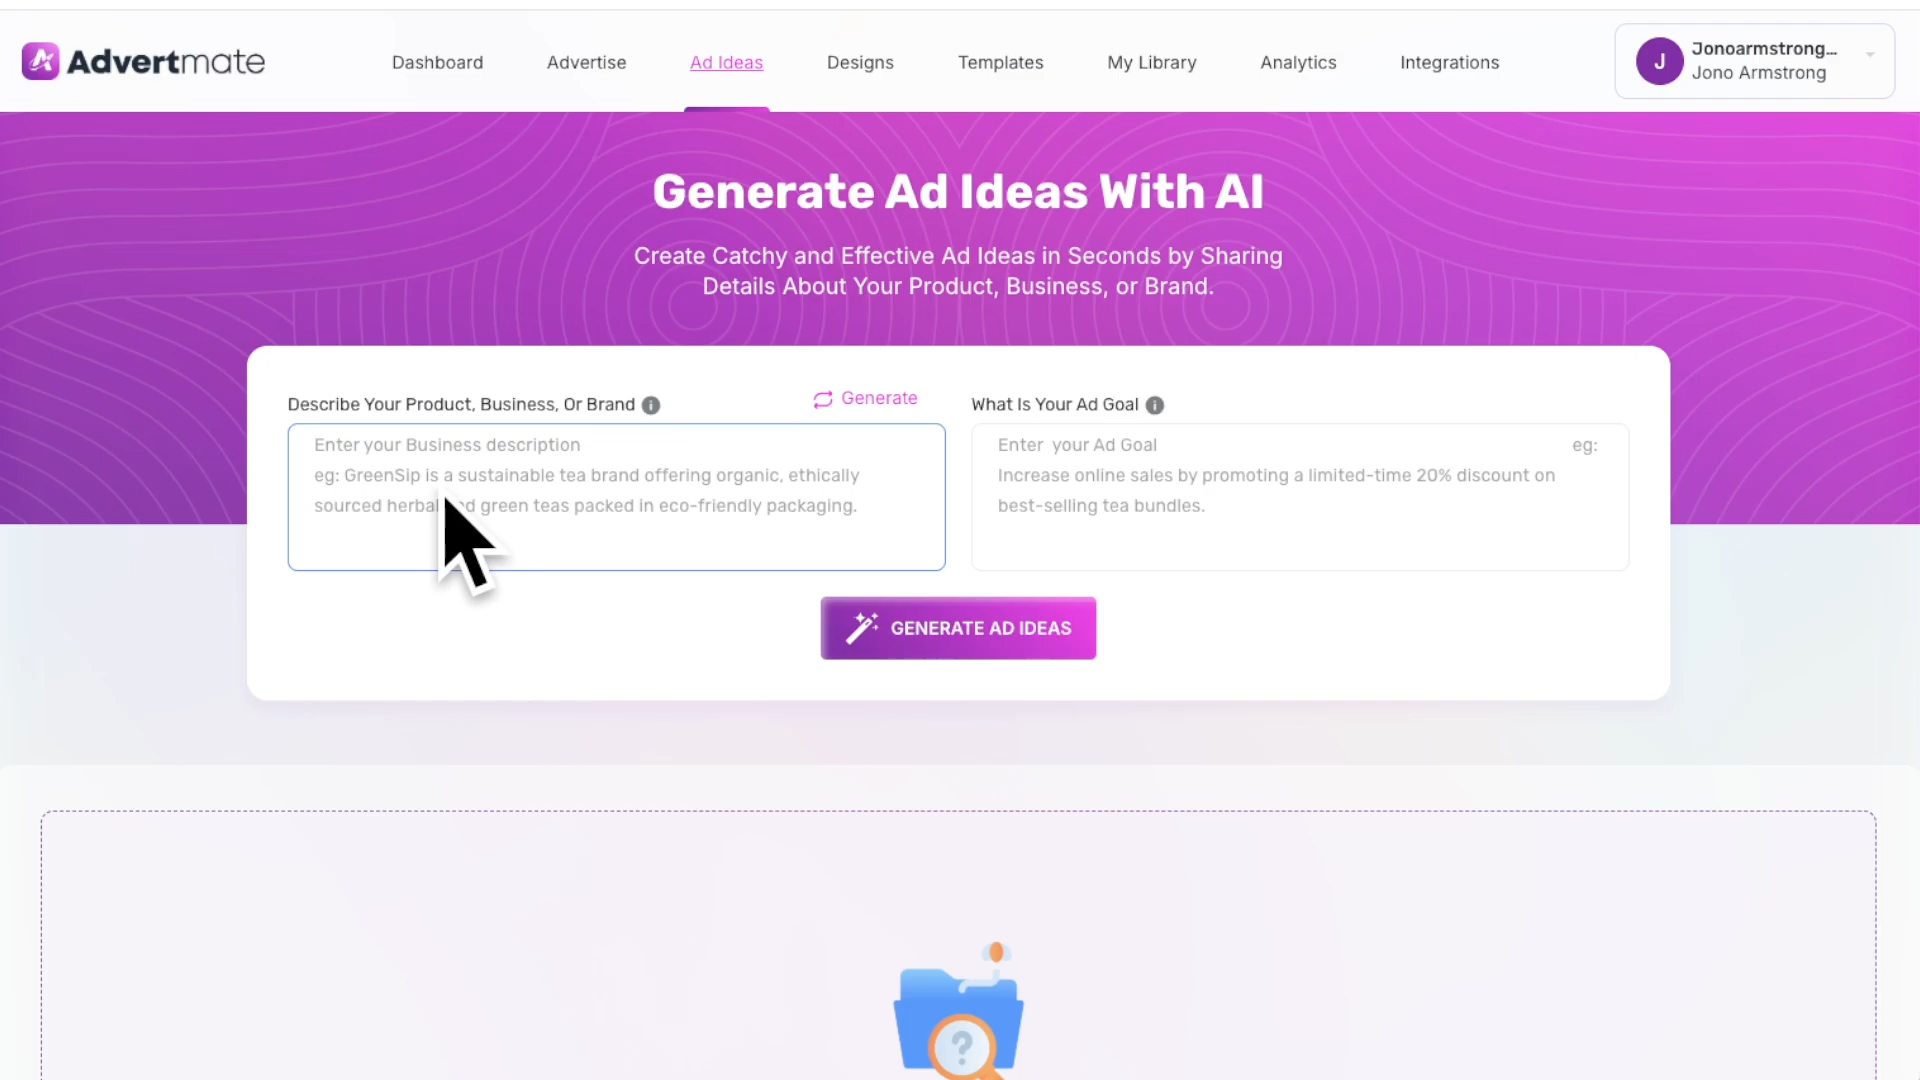 Advertmate
Dashboard
Advertise
Ad Ideas
Designs
Templates
My Library
Analytics
Integrations
J
Jonoarmstrong...
Jono Armstrong
Generate Ad Ideas With AI
Create Catchy and Effective Ad Ideas in Seconds by Sharing
Details About Your Product, Business, or Brand.
Describe Your Product, Business, Or Brand
Generate
Enter your Business description
eg: GreenSip is a sustainable tea brand offering organic, ethically
sourced herbal green teas packed in eco-friendly packaging.
What Is Your Ad Goal
Enter your Ad Goal eg:
Increase online sales by promoting a limited-time 20% discount on
best-selling tea bundles.
GENERATE AD IDEAS
?